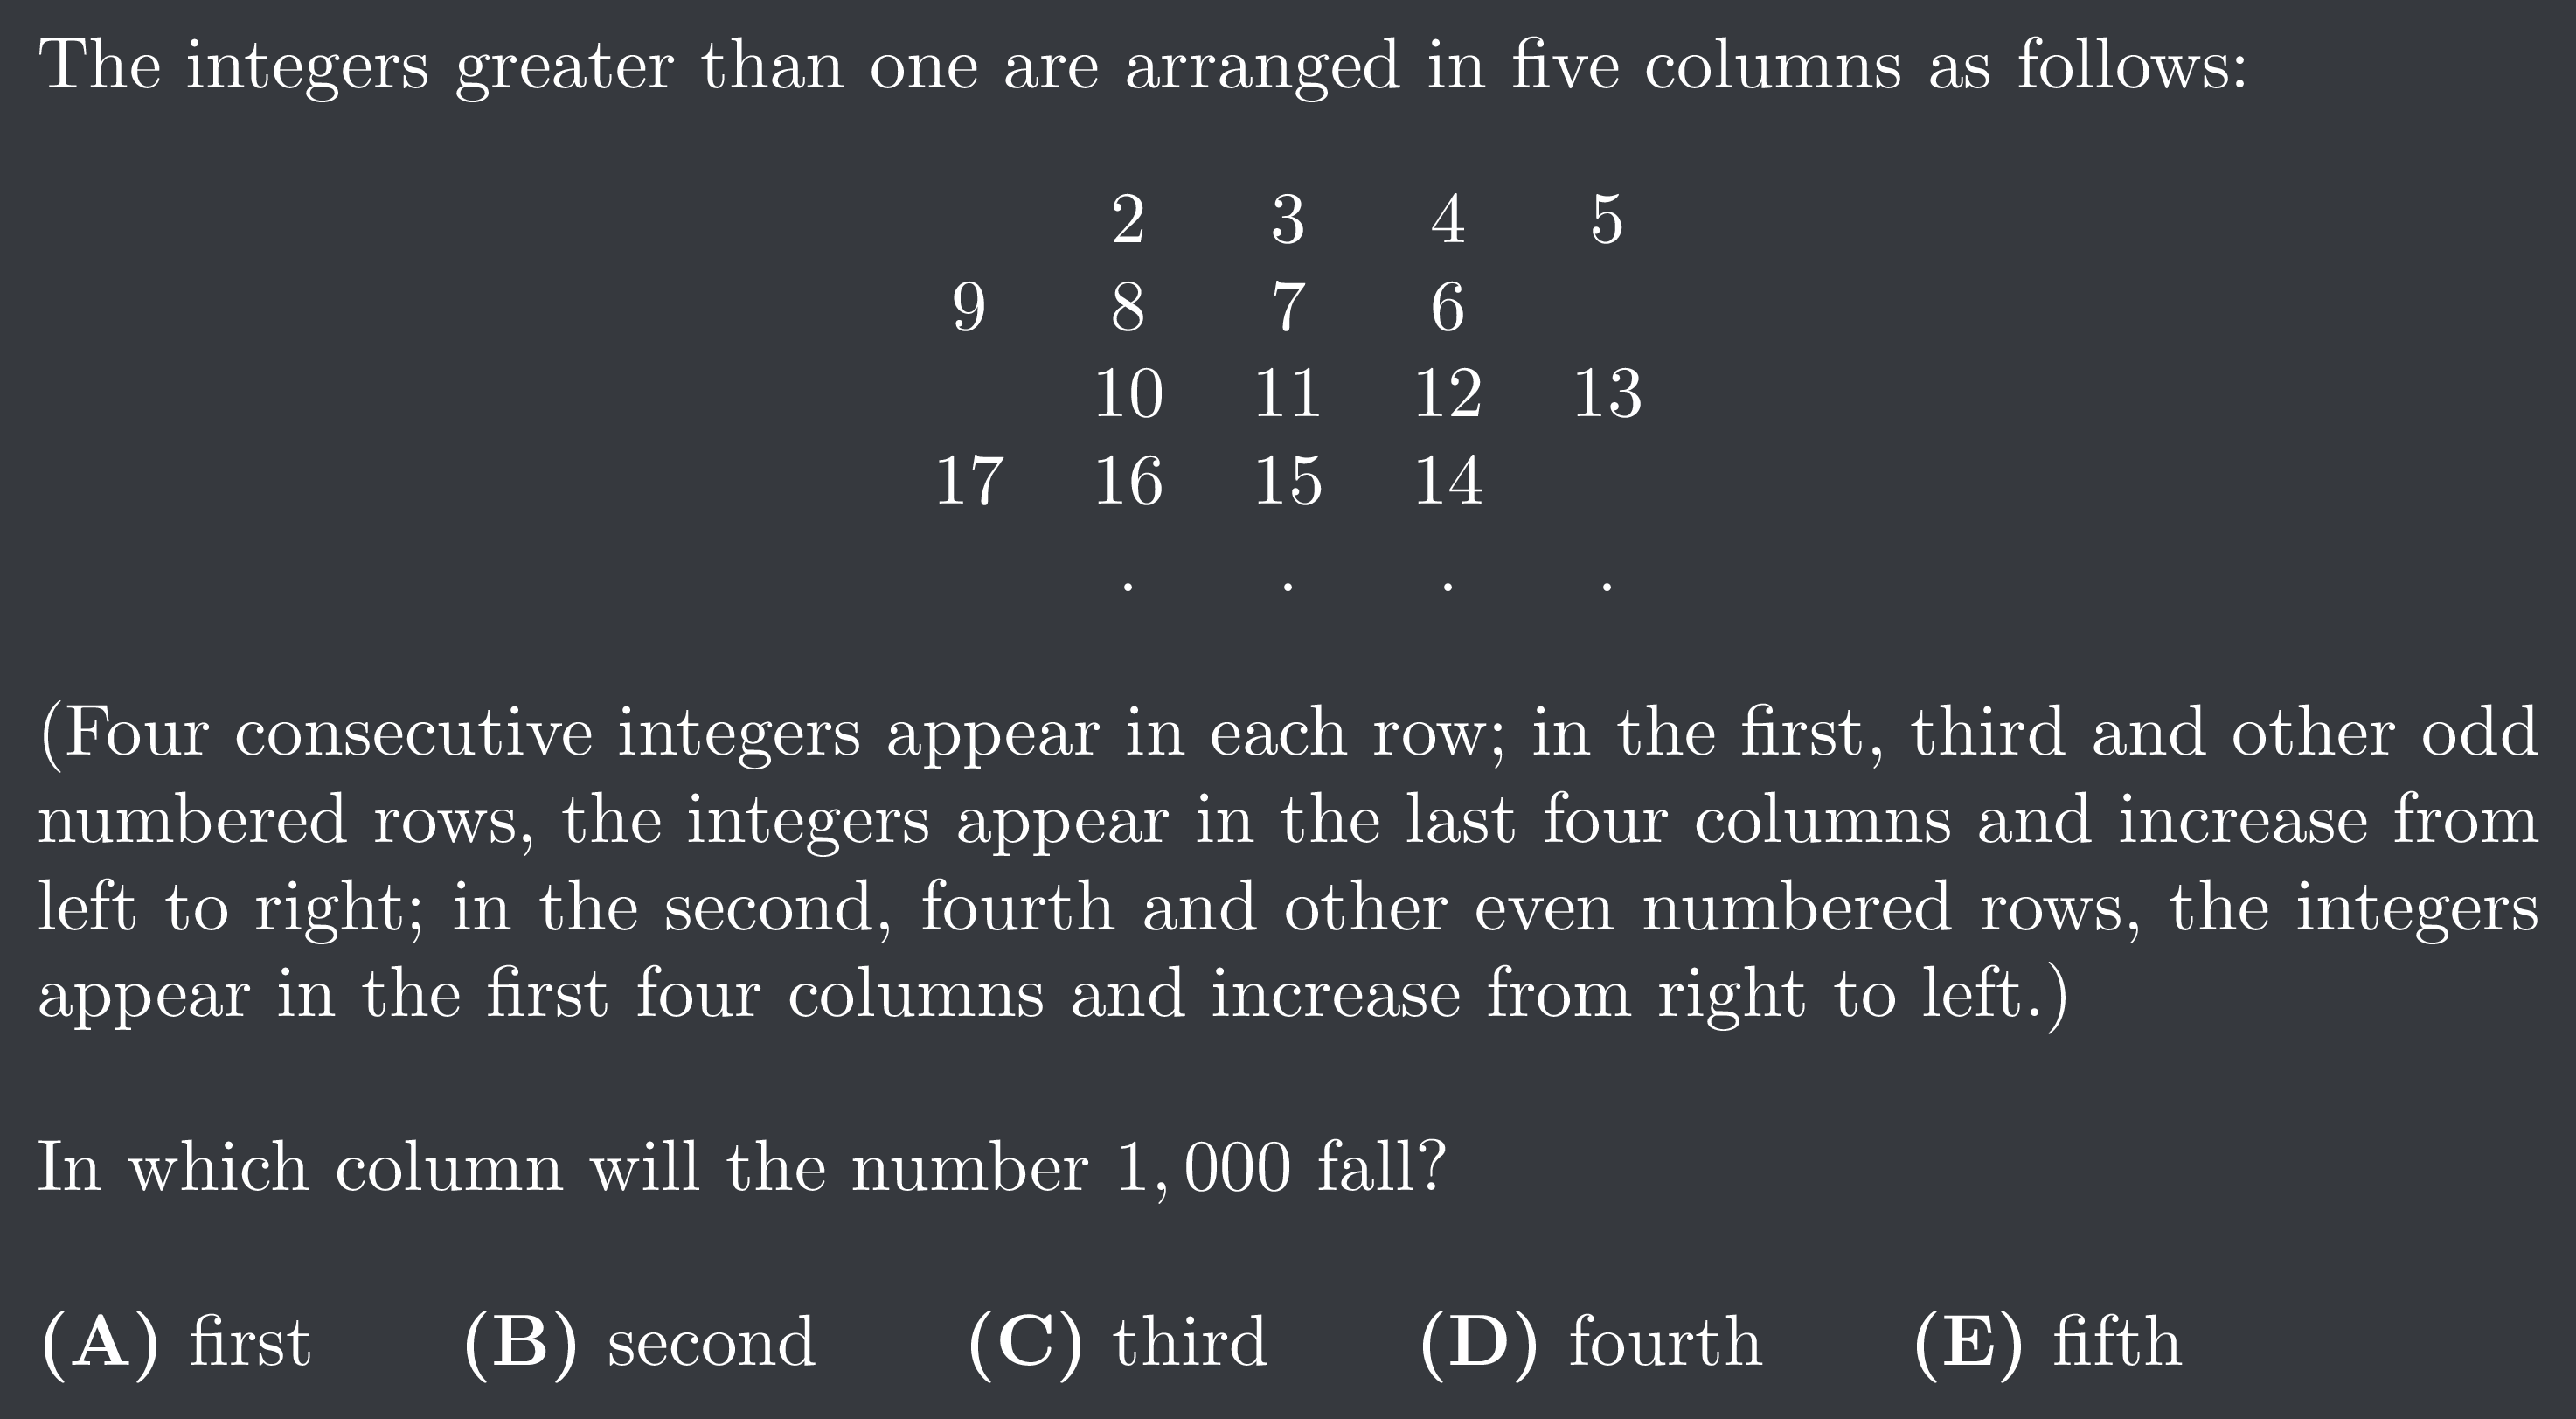 The integers greater than one are arranged in five columns as follows:
2 3 4 5
9 8 7 6
10 11 12 13
17 16 15 14
. . . .
(Four consecutive integers appear in each row; in the first, third and other odd
numbered rows, the integers appear in the last four columns and increase from
left to right; in the second, fourth and other even numbered rows, the integers
appear in the first four columns and increase from right to left.)
In which column will the number 1,000 fall?
(A) first (B) second (C) third (D) fourth (E) fifth